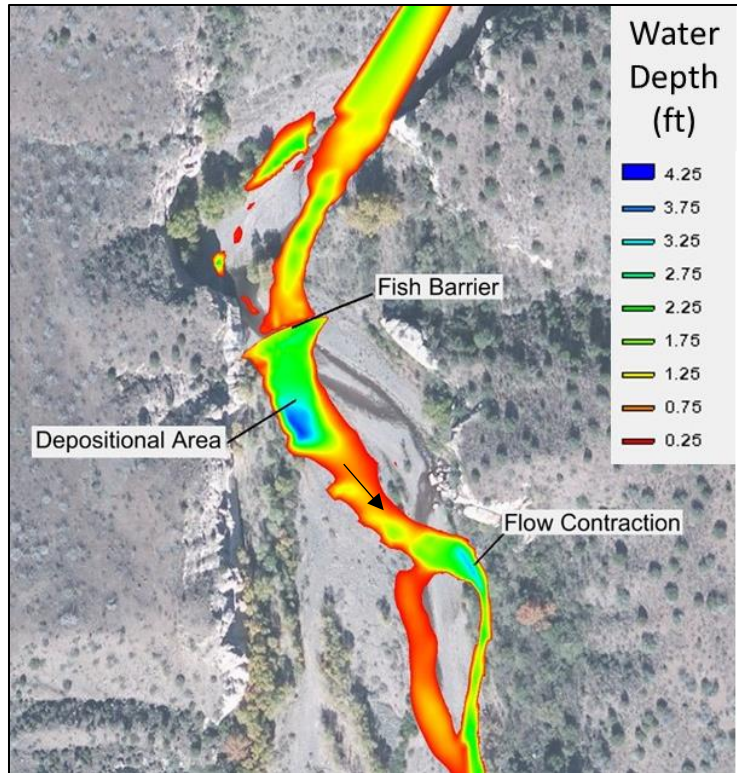 Water
Depth
(ft)
4.25
3.75
3.25
2.75
2.25
1.75
1.25
0.75
0.25
Fish Barrier
Depositional Area
Flow Contraction